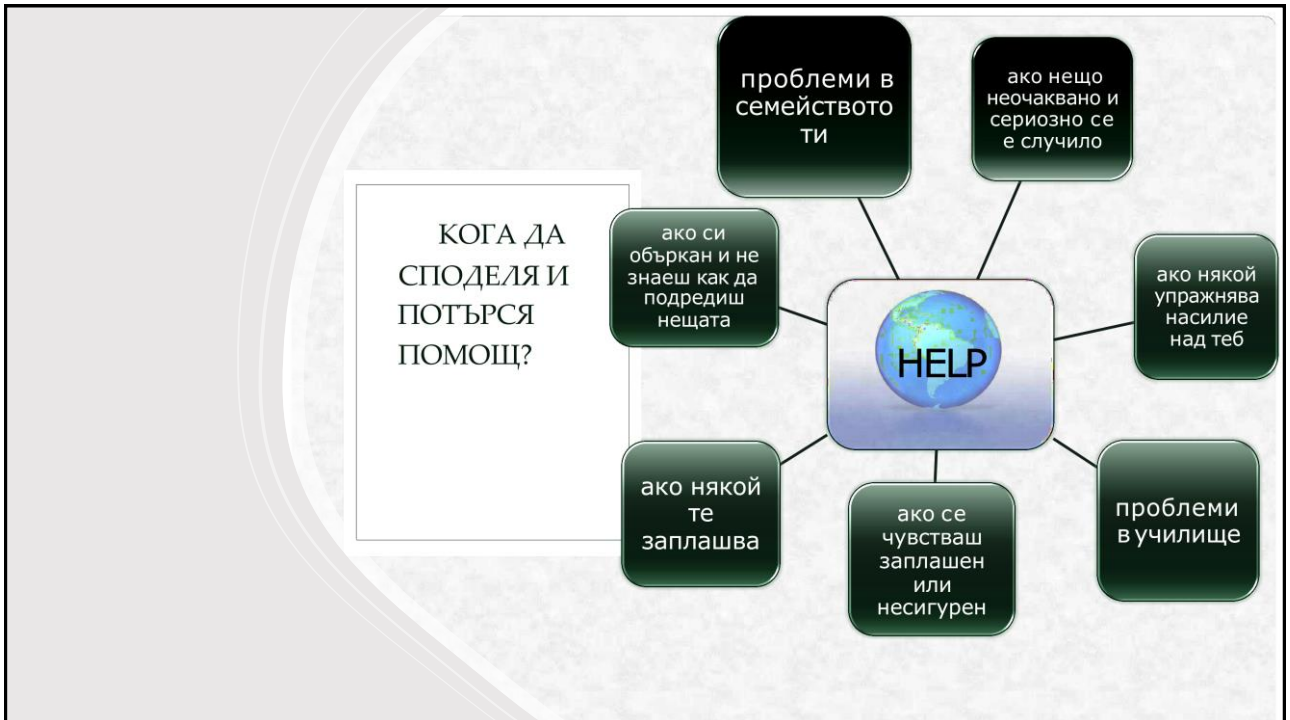 КОГА ДА
СПОДЕЛЯ И
ПОТЪРСЯ
ПОМОЩ?
HELP
проблеми в
семейството
ти
ако нещо
неочаквано и
сериозно се
е случило
ако някой
упражнява
насилие
над теб
проблеми
в училище
ако се
чувстваш
заплашен
или
несигурен
ако някой
те
заплашва
ако си
объркан и не
знаеш как да
подредиш
нещата